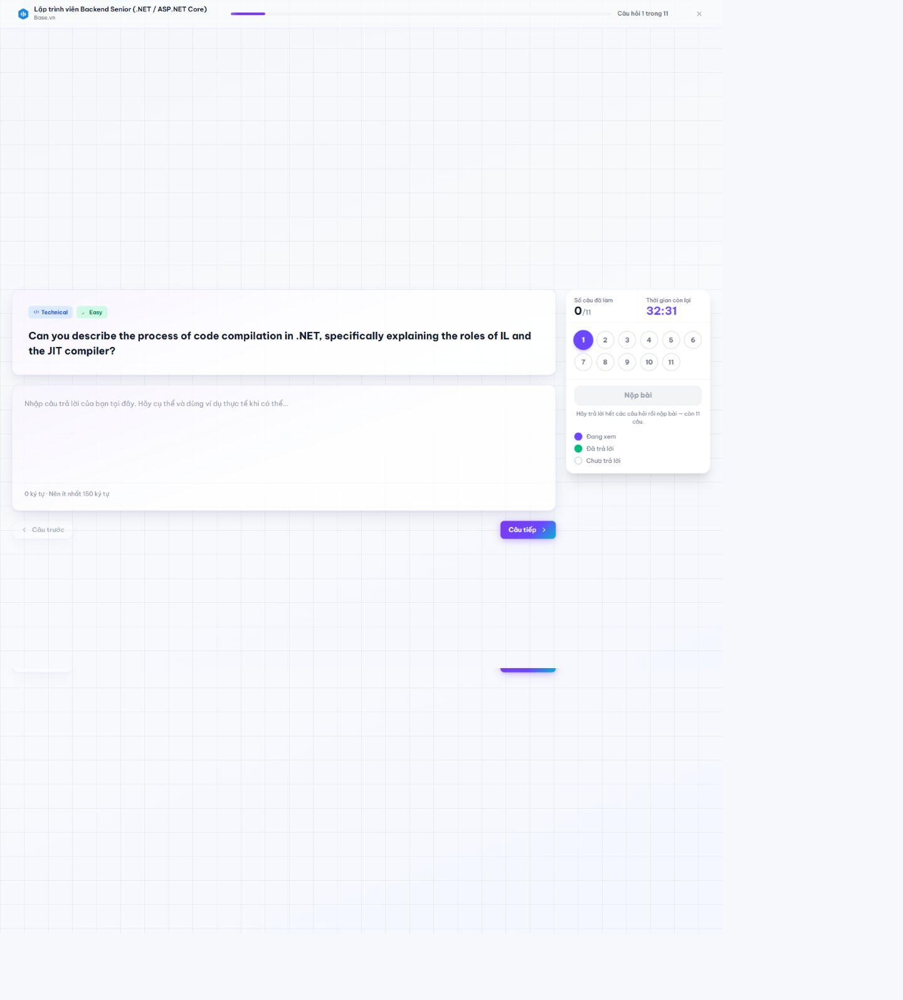 Lập trình viên Backend Senior (.NET / ASP.NET Core)
Base.vn
Câu hỏi 1 trong 11
Technical
Easy
Can you describe the process of code compilation in .NET, specifically explaining the roles of IL and
the JIT compiler?
Nhập câu trả lời của bạn tại đây. Hãy cụ thể và dùng ví dụ thực tế khi có thể...
0 ký tự · Nên ít nhất 150 ký tự
Câu trước
Câu tiếp
Số câu đã làm
0/11
Thời gian còn lại
32:31
1 2 3 4 5 6
7 8 9 10 11
Nộp bài
Hãy trả lời hết các câu hỏi rồi nộp bài — còn 11
câu.
Đang xem
Đã trả lời
Chưa trả lời